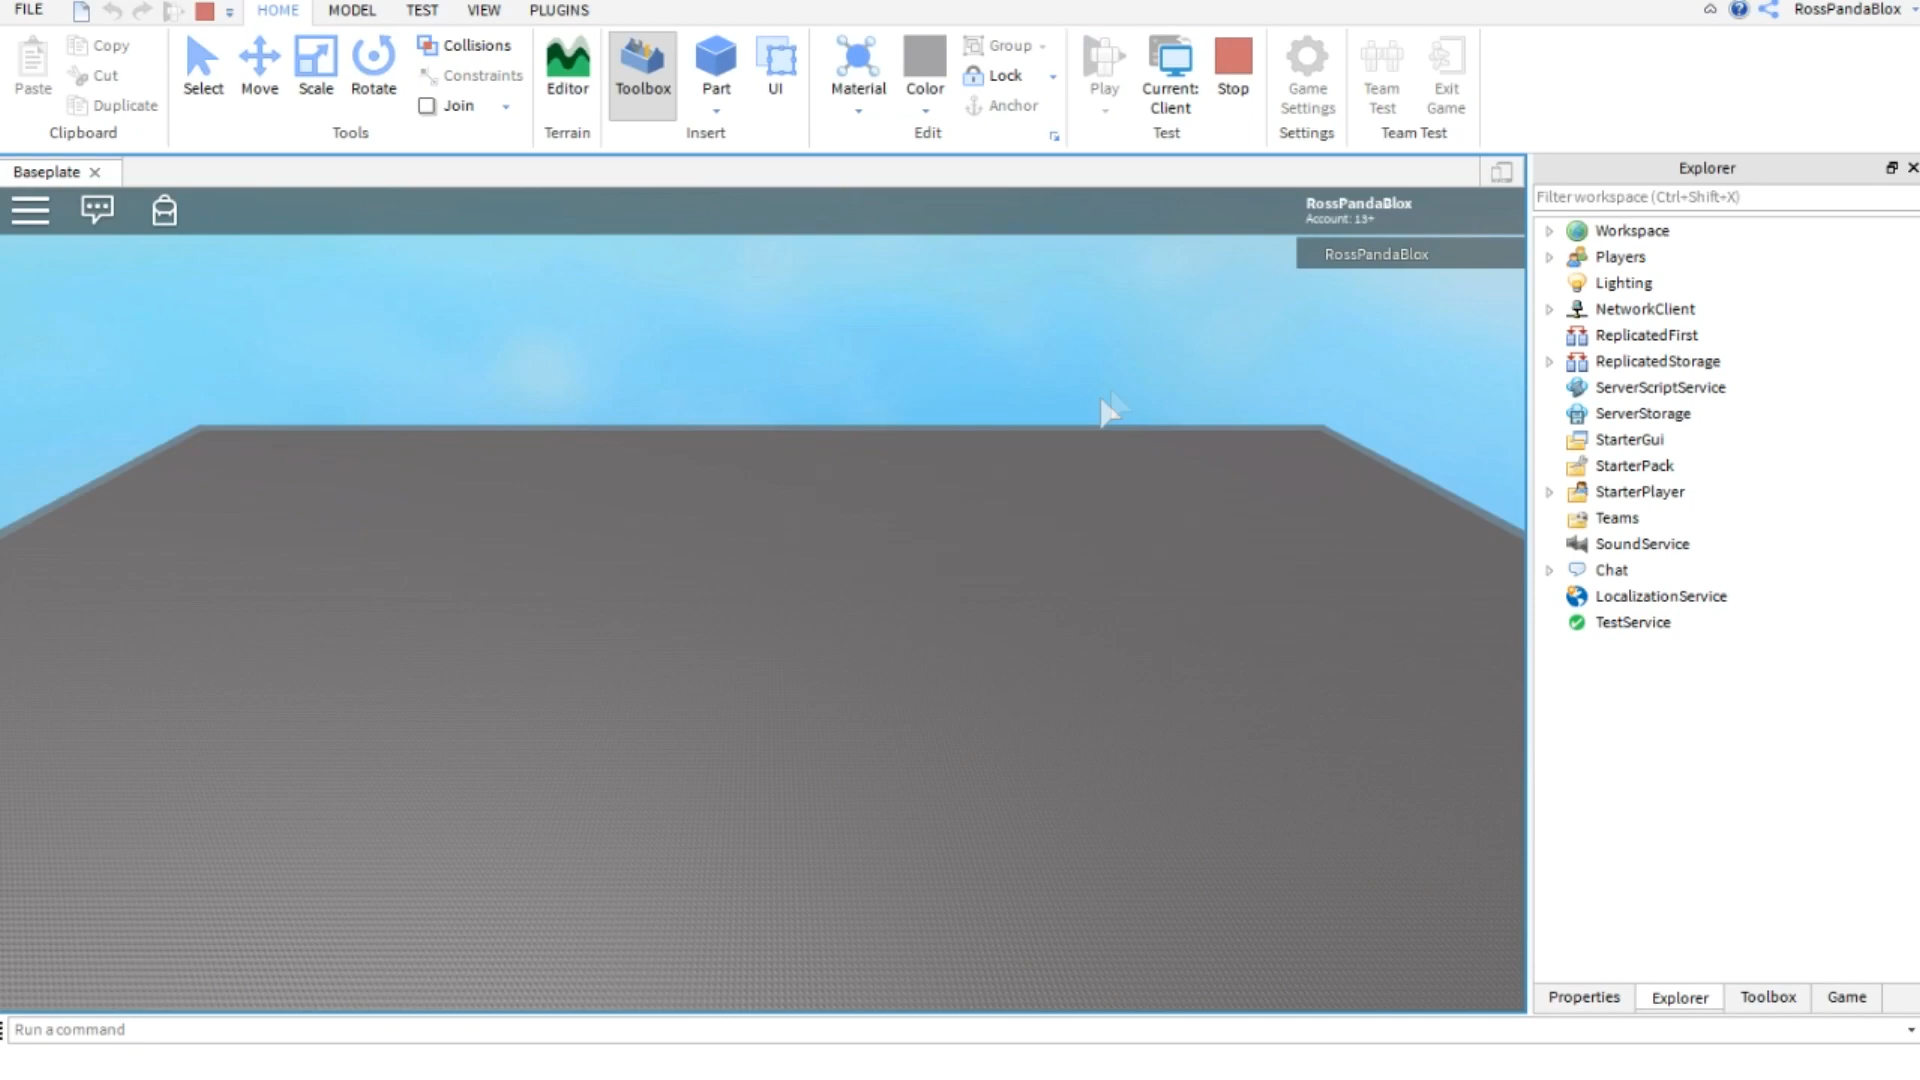 FILE HOME MODEL TEST VIEW PLUGINS RossPandaBlox
Paste Copy Cut Duplicate
Clipboard
Select Move Scale Rotate Collisions Constraints Join
Tools
Editor
Terrain
Toolbox Part UI
Insert
Material Color Group Lock Anchor
Edit
Play Current: Client Stop
Test
Game Settings
Settings
Team Test Exit Game
Team Test
Baseplate
RossPandaBlox
Account: 13+
RossPandaBlox
Explorer
Filter workspace (Ctrl+Shift+X)
Workspace
Players
Lighting
NetworkClient
ReplicatedFirst
ReplicatedStorage
ServerScriptService
ServerStorage
StarterGui
StarterPack
StarterPlayer
Teams
SoundService
Chat
LocalizationService
TestService
Properties Explorer Toolbox Game
Run a command